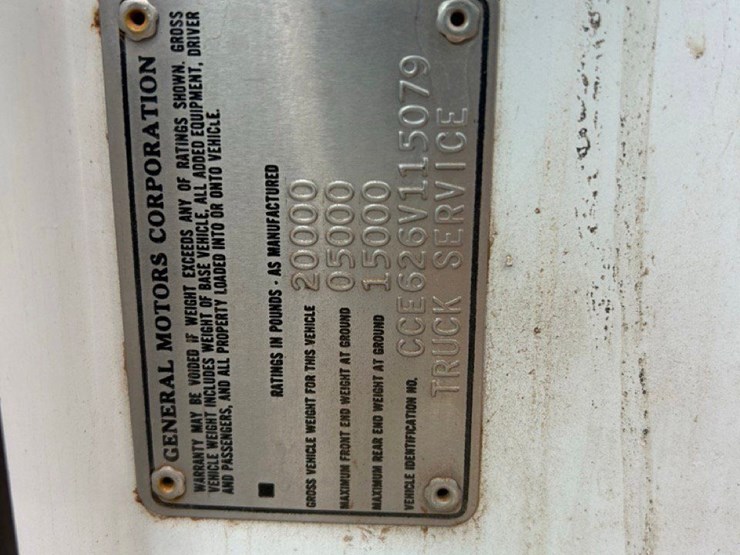 GENERAL MOTORS CORPORATION
WARRANTY MAY BE VOIDED IF WEIGHT EXCEEDS ANY OF RATINGS SHOWN. GROSS
VEHICLE WEIGHT INCLUDES WEIGHT OF BASE VEHICLE, ALL ADDED EQUIPMENT, DRIVER
AND PASSENGERS, AND ALL PROPERTY LOADED INTO OR ONTO VEHICLE.
RATINGS IN POUNDS - AS MANUFACTURED
GROSS VEHICLE WEIGHT FOR THIS VEHICLE 20000
MAXIMUM FRONT END WEIGHT AT GROUND 05000
MAXIMUM REAR END WEIGHT AT GROUND 15000
VEHICLE IDENTIFICATION NO. CCE626V115079
TRUCK SERVICE